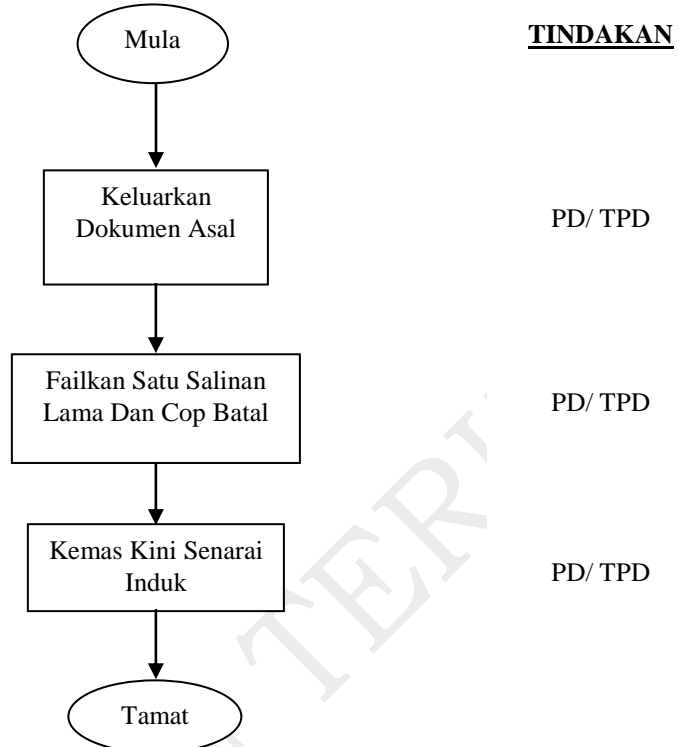 Mula
TINDAKAN
Keluarkan
Dokumen Asal
PD/ TPD
Failkan Satu Salinan
Lama Dan Cop Batal
PD/ TPD
Kemas Kini Senarai
Induk
PD/ TPD
Tamat
TER